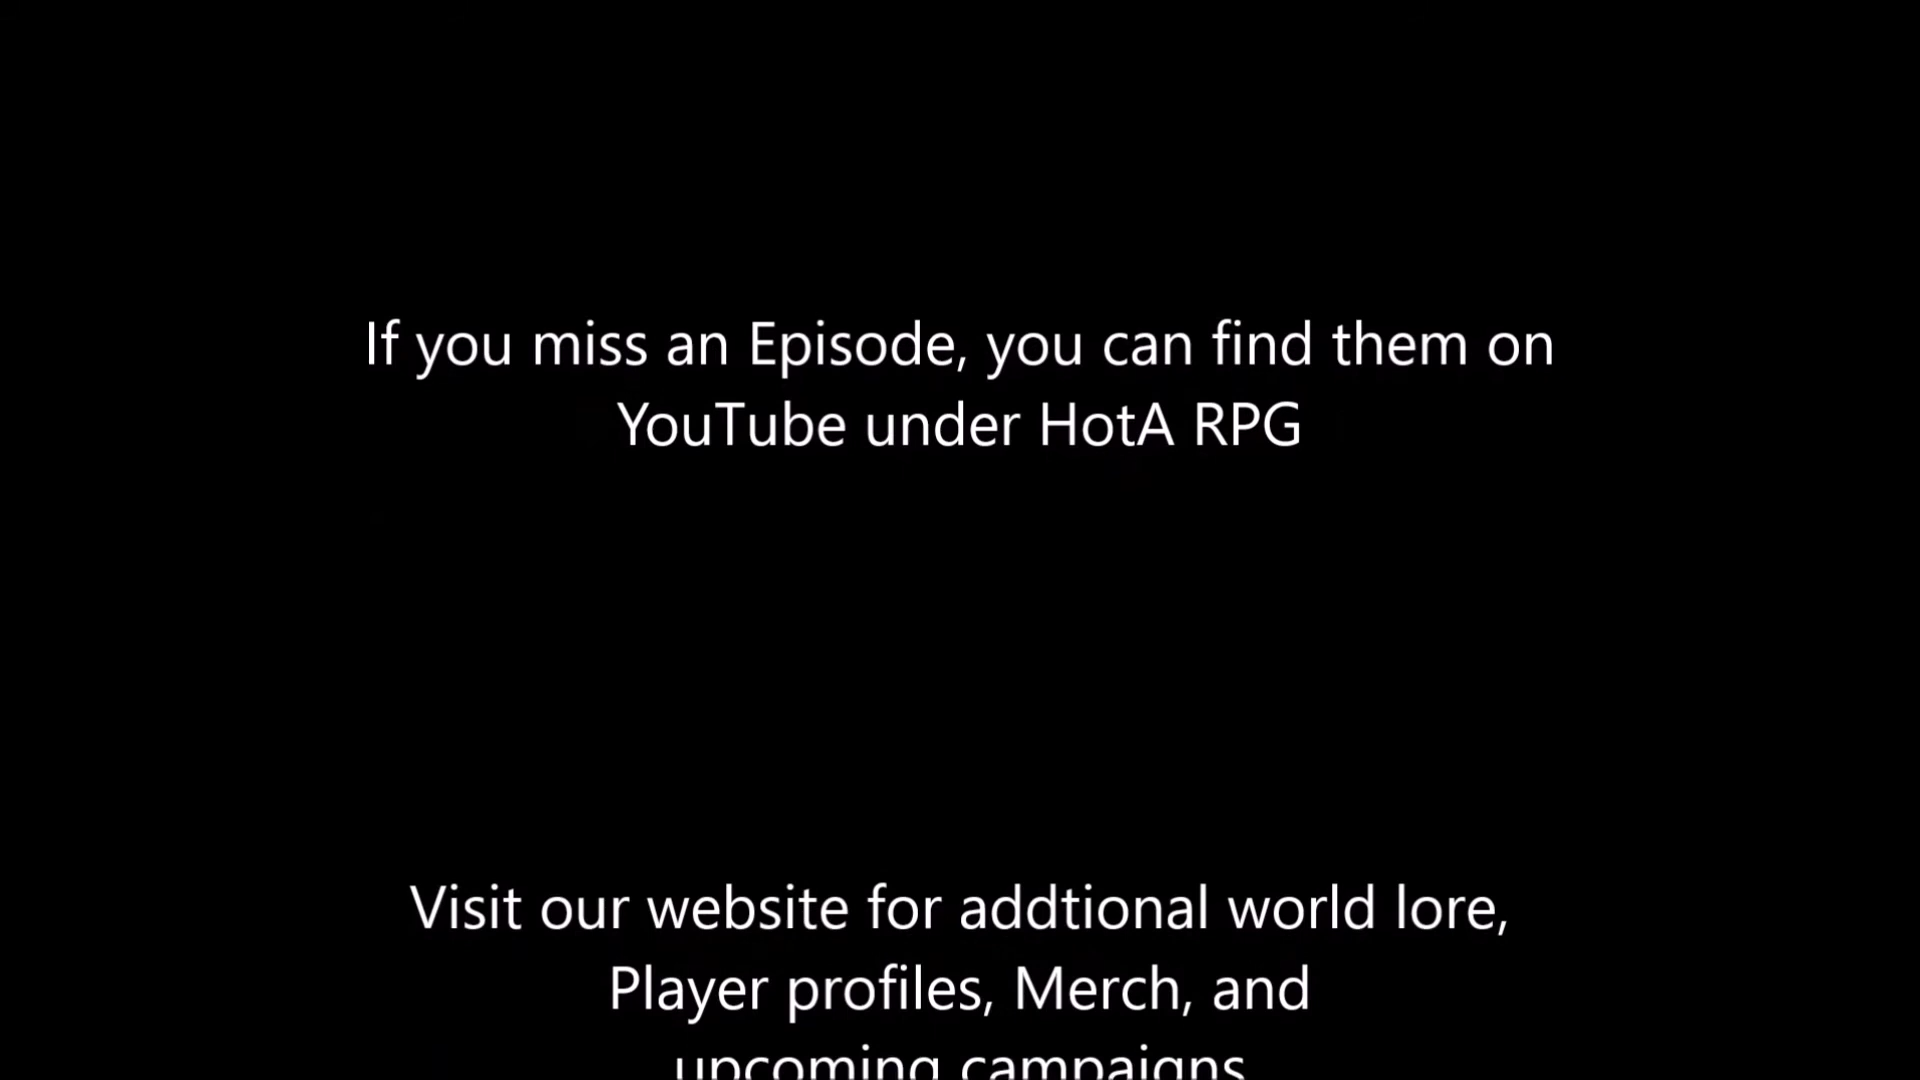 If you miss an Episode, you can find them on
YouTube under HotA RPG
Visit our website for addtional world lore,
Player profiles, Merch, and
upcoming campaigns